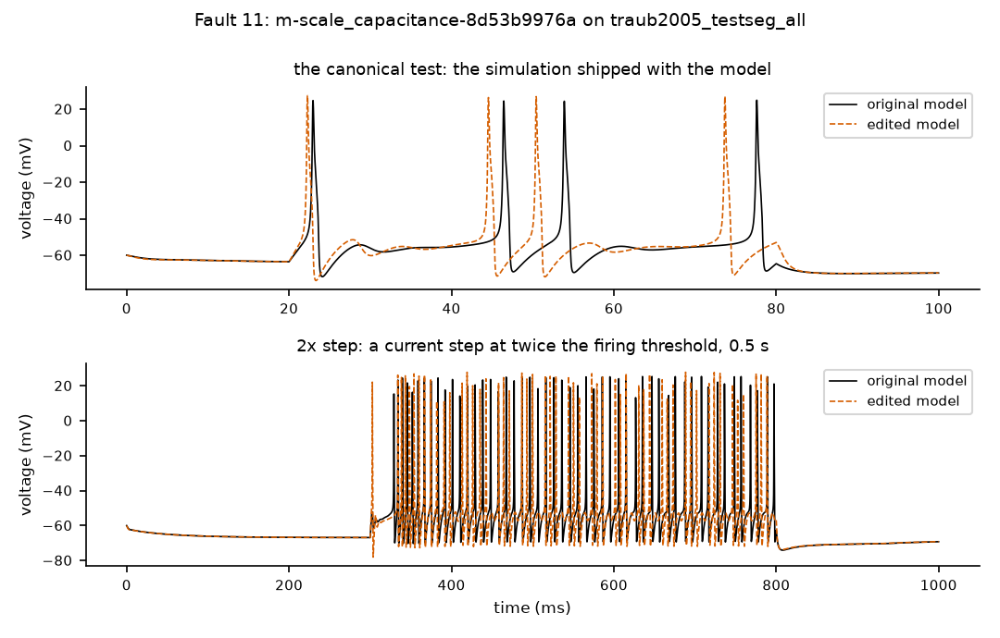 Fault 11: m-scale_capacitance-8d53b9976a on traub2005_testseg_all
the canonical test: the simulation shipped with the model
original model
edited model
voltage (mV)
20
0
−20
−40
−60
0
20
40
60
80
100
2x step: a current step at twice the firing threshold, 0.5 s
original model
edited model
voltage (mV)
20
0
−20
−40
−60
−80
0
200
400
600
800
1000
time (ms)